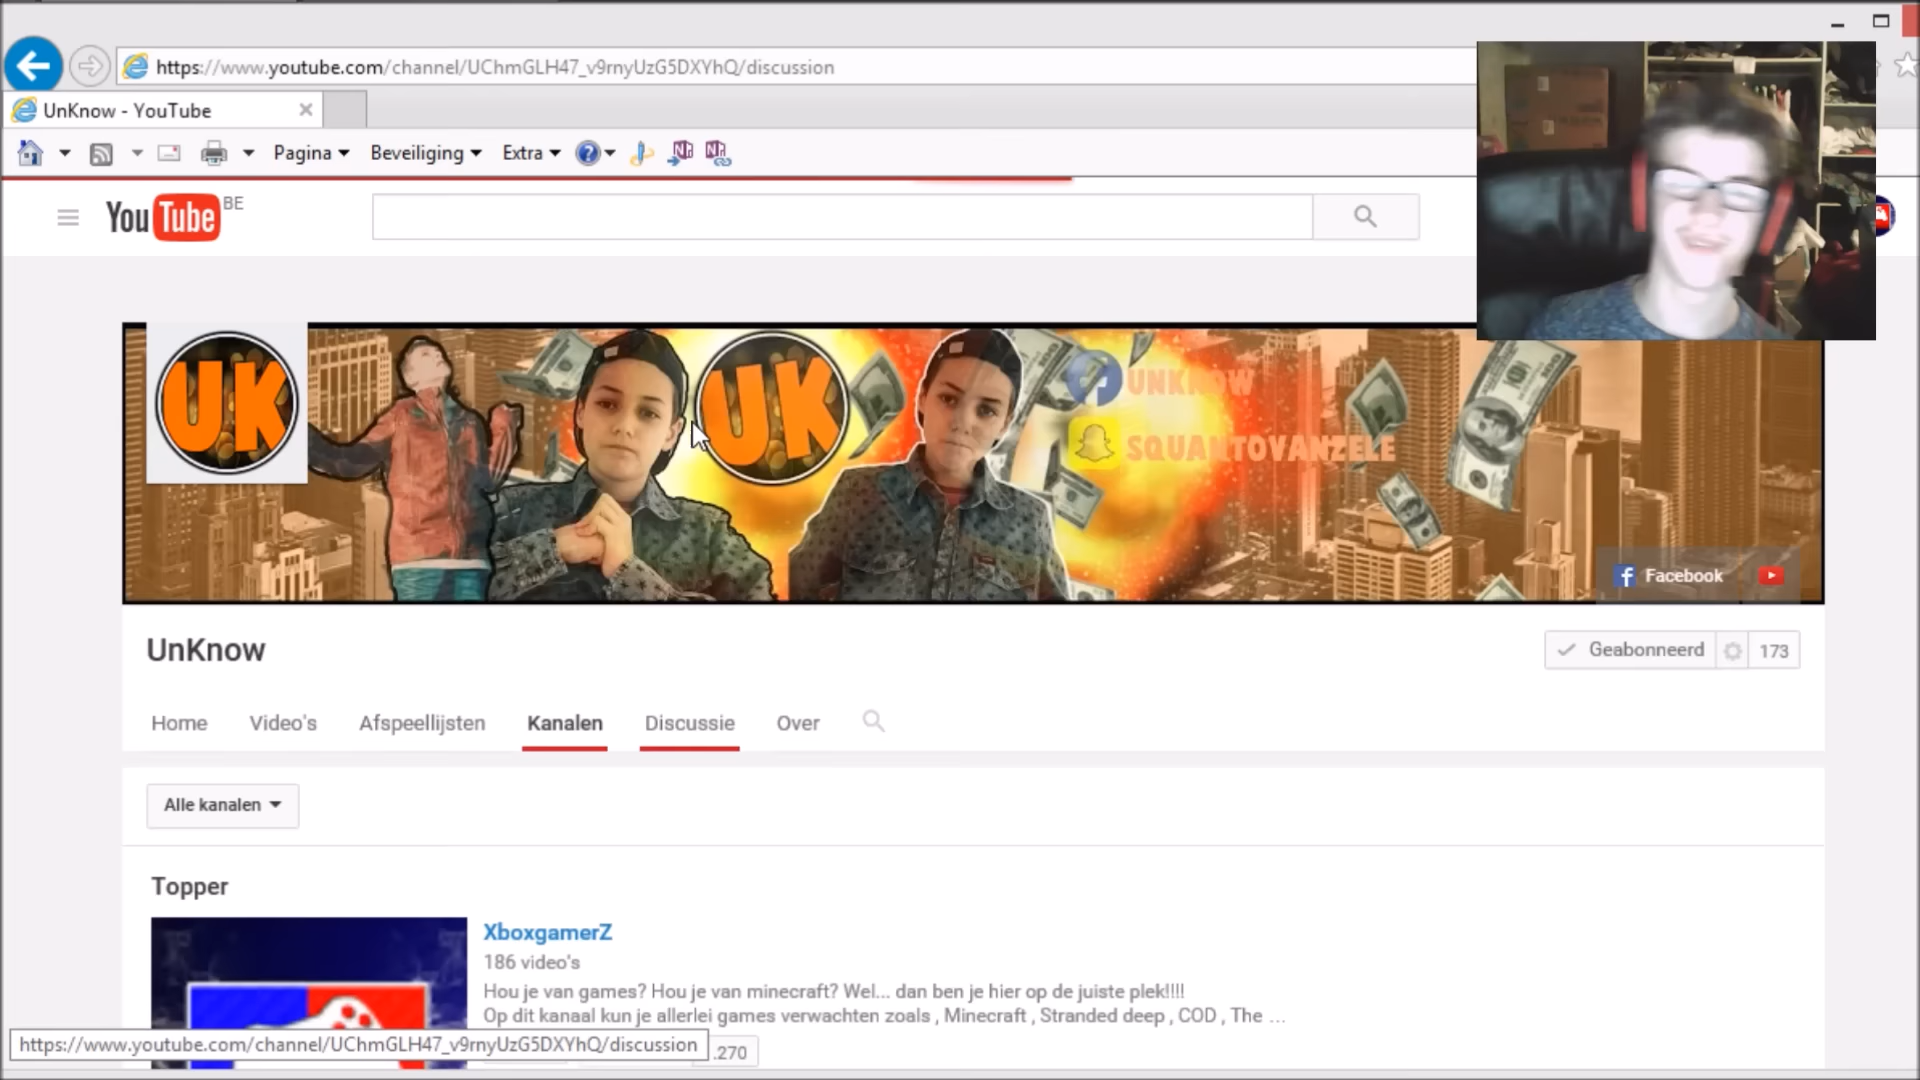 https://www.youtube.com/channel/UChmGLH47_v9rnyUzG5DXYhQ/discussion
UnKnow - YouTube
Pagina
Beveiliging
Extra
YouTube BE
UK
UK
UNKNOW
SQUANTOVANZELE
Facebook
UnKnow
Geabonneerd
173
Home
Video's
Afspeellijsten
Kanalen
Discussie
Over
Alle kanalen
Topper
XboxgamerZ
186 video's
Hou je van games? Hou je van minecraft? Wel... dan ben je hier op de juiste plek!!!!
Op dit kanaal kun je allerlei games verwachten zoals , Minecraft , Stranded deep , COD , The ...
https://www.youtube.com/channel/UChmGLH47_v9rnyUzG5DXYhQ/discussion
.270